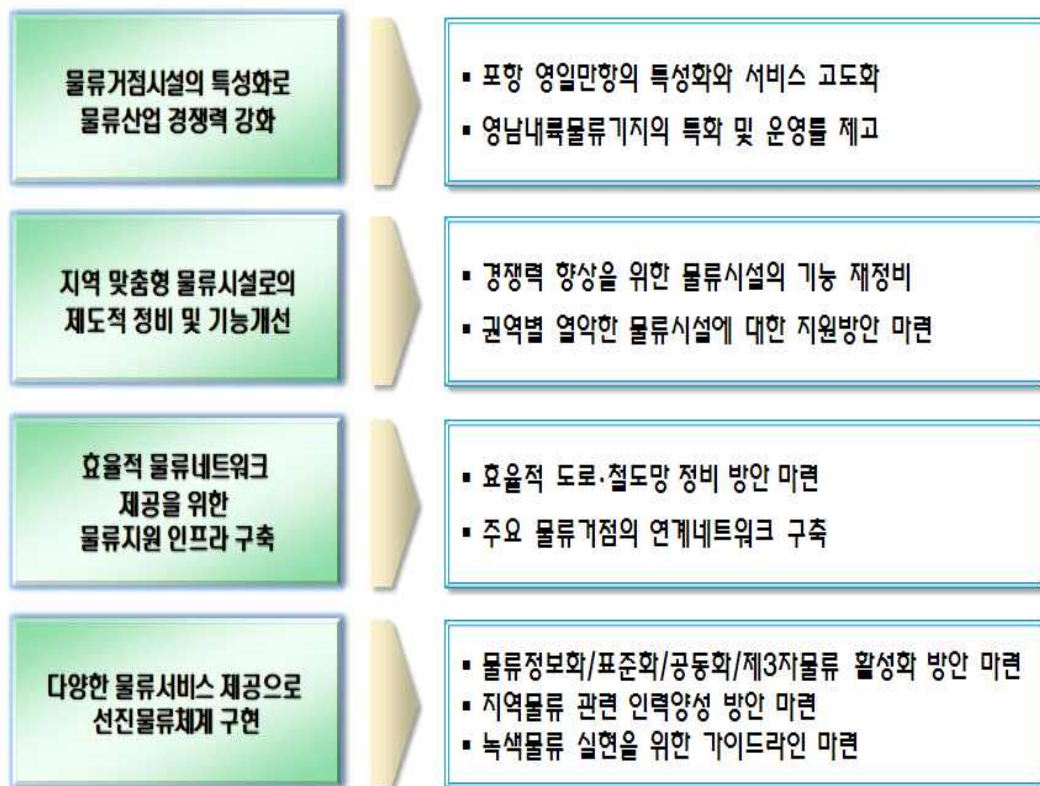 물류거점시설의 특성화로
물류산업 경쟁력 강화
▪ 포항 영일만항의 특성화와 서비스 고도화
▪ 영남내륙물류기지의 특화 및 운영률 제고
지역 맞춤형 물류시설로의
제도적 정비 및 기능개선
▪ 경쟁력 향상을 위한 물류시설의 기능 재정비
▪ 권역별 열악한 물류시설에 대한 지원방안 마련
효율적 물류네트워크
제공을 위한
물류지원 인프라 구축
▪ 효율적 도로·철도망 정비 방안 마련
▪ 주요 물류거점의 연계네트워크 구축
다양한 물류서비스 제공으로
선진물류체계 구현
▪ 물류정보화/표준화/공동화/제3자물류 활성화 방안 마련
▪ 지역물류 관련 인력양성 방안 마련
▪ 녹색물류 실현을 위한 가이드라인 마련